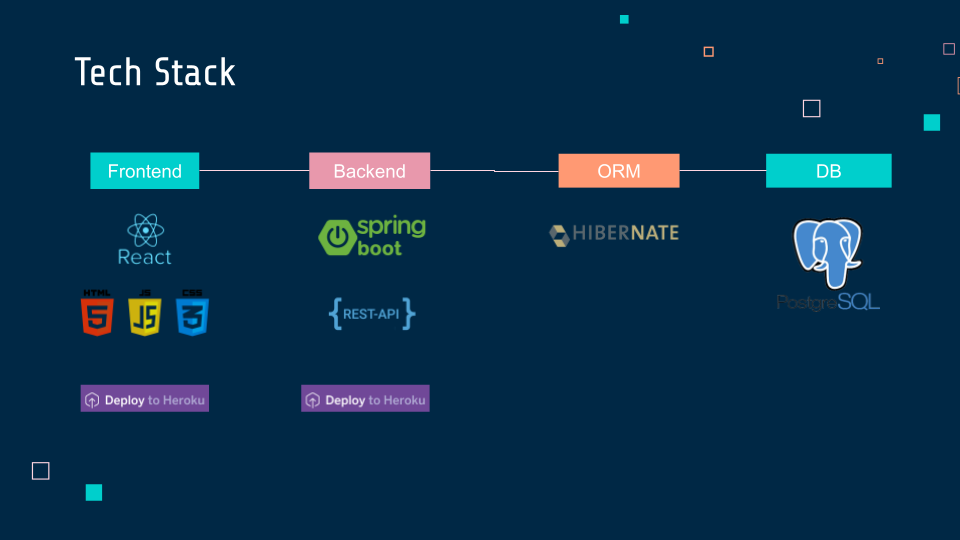 Tech Stack
Frontend
Backend
ORM
DB
React
spring
boot
HIBERNATE
PostgreSQL
HTML
JS
CSS
5
JS
3
{REST-API}
Deploy to Heroku
Deploy to Heroku